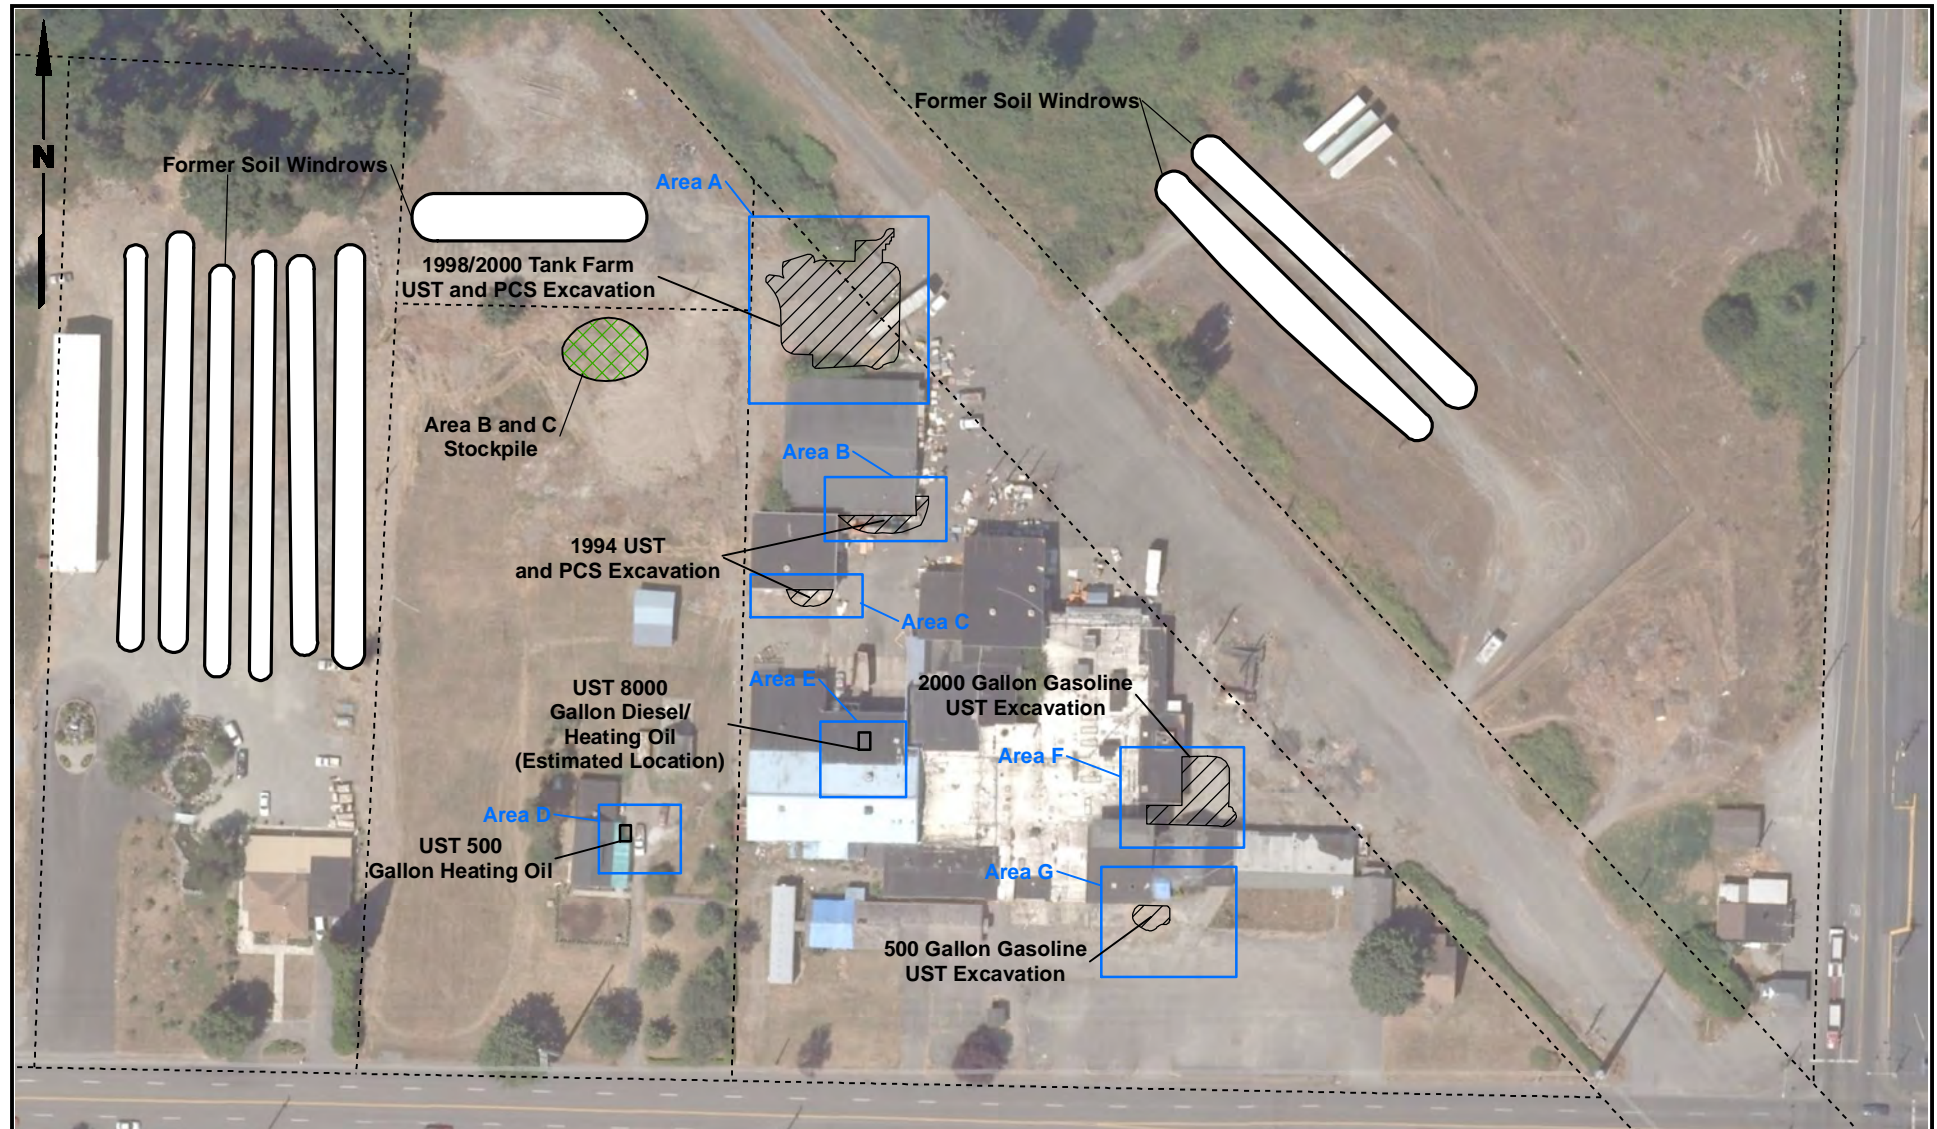 N
Former Soil Windrows
Former Soil Windrows
Area A
1998/2000 Tank Farm
UST and PCS Excavation
Area B and C
Stockpile
Area B
1994 UST
and PCS Excavation
Area C
Area E
UST 8000
Gallon Diesel/
Heating Oil
(Estimated Location)
2000 Gallon Gasoline
UST Excavation
Area F
Area D
UST 500
Gallon Heating Oil
Area G
500 Gallon Gasoline
UST Excavation